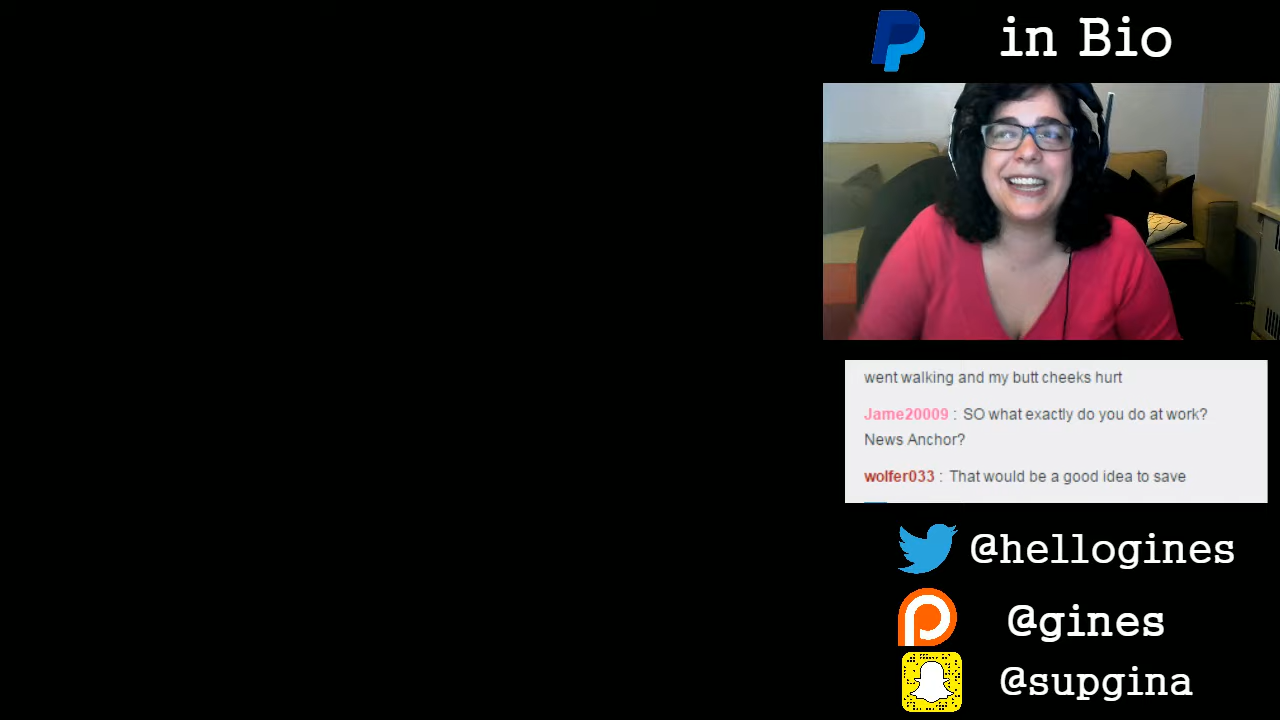 in Bio
went walking and my butt cheeks hurt
Jame20009 : SO what exactly do you do at work?
News Anchor?
wolfer033 : That would be a good idea to save
@hellogines
@gines
@supgina